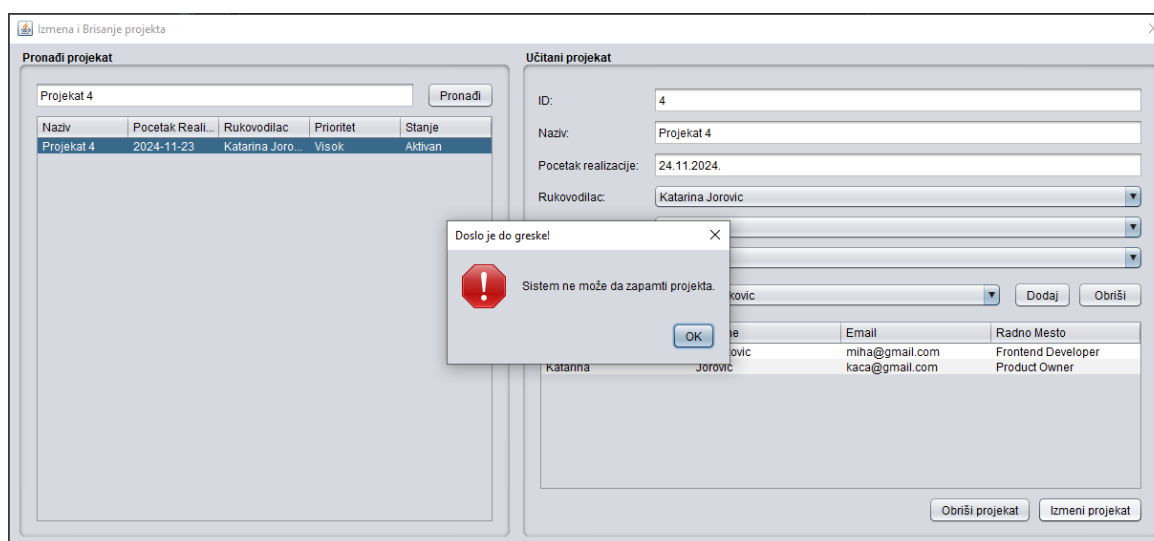 Izmena i Brisanje projekta
Pronađi projekat
Projekat 4 Pronađi
Naziv Pocetak Reali... Rukovodilac Prioritet Stanje
Projekat 4 2024-11-23 Katarina Joro... Visok Aktivan
Učitani projekat
ID: 4
Naziv: Projekat 4
Pocetak realizacije: 24.11.2024.
Rukovodilac: Katarina Jorovic
Doslo je do greske!
Sistem ne može da zapamti projekta.
OK
kovic Dodaj Obriši
ne Email Radno Mesto
ovic miha@gmail.com Frontend Developer
Katarina Jorovic kaca@gmail.com Product Owner
Obriši projekat Izmeni projekat